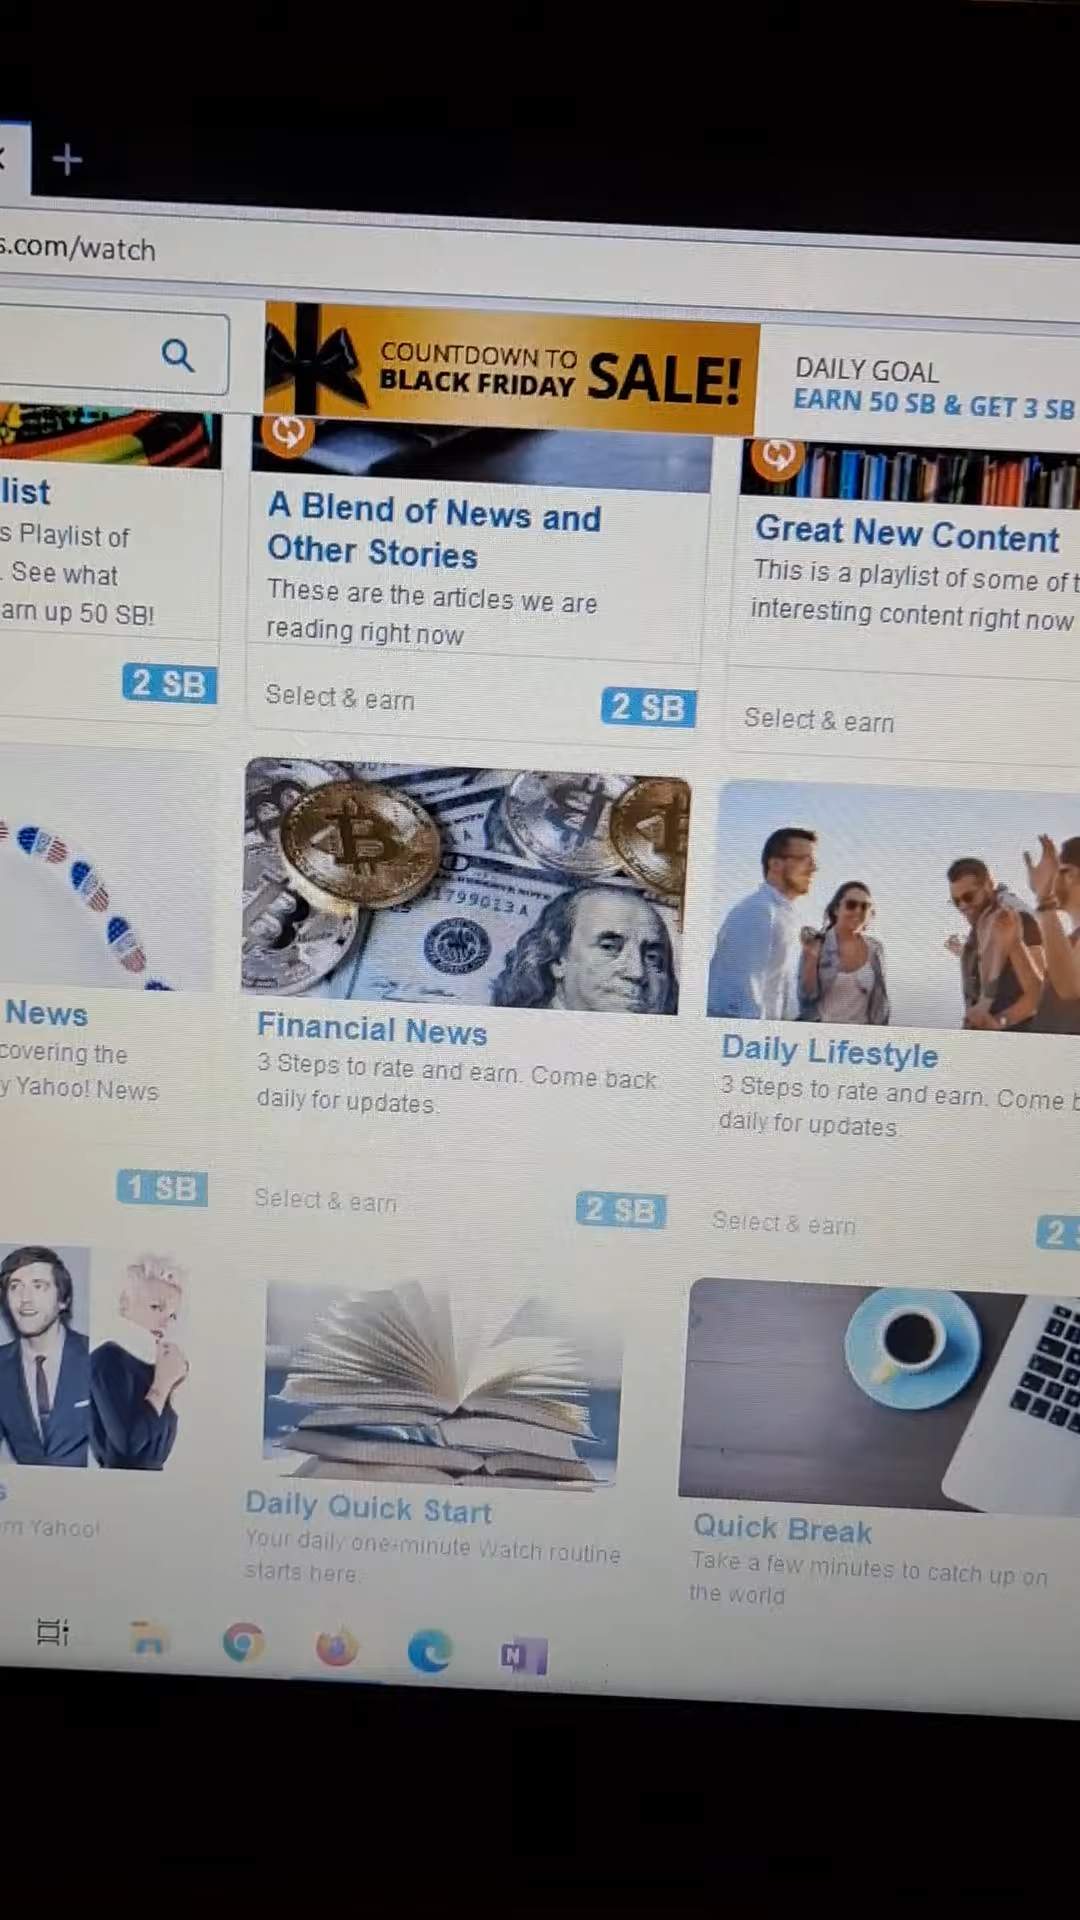 s.com/watch
COUNTDOWN TO
BLACK FRIDAY
SALE!
DAILY GOAL
EARN 50 SB & GET 3 SB
list
s Playlist of
. See what
arn up 50 SB!
2 SB
A Blend of News and
Other Stories
These are the articles we are
reading right now
Select & earn
2 SB
Great New Content
This is a playlist of some of t
interesting content right now
Select & earn
News
covering the
y Yahoo! News
1 SB
Financial News
3 Steps to rate and earn. Come back
daily for updates.
Select & earn
2 SB
Daily Lifestyle
3 Steps to rate and earn. Come b
daily for updates.
Select & earn
2
s
m Yahoo!
Daily Quick Start
Your daily one-minute Watch routine
starts here.
Quick Break
Take a few minutes to catch up on
the world
N